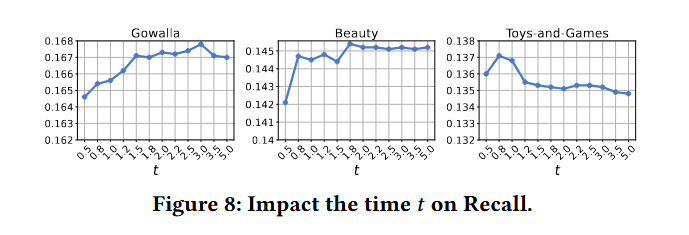 Gowalla
0.168
0.167
0.166
0.165
0.164
0.163
0.162
0.5 0.8 1.0 1.2 1.5 1.8 2.0 2.2 2.5 3.0 3.5 5.0
t
Beauty
0.145
0.144
0.143
0.142
0.141
0.14
0.5 0.8 1.0 1.2 1.5 1.8 2.0 2.2 2.5 3.0 3.5 5.0
t
Toys-and-Games
0.138
0.137
0.136
0.135
0.134
0.133
0.132
0.5 0.8 1.0 1.2 1.5 1.8 2.0 2.2 2.5 3.0 3.5 5.0
t
Figure 8: Impact the time t on Recall.